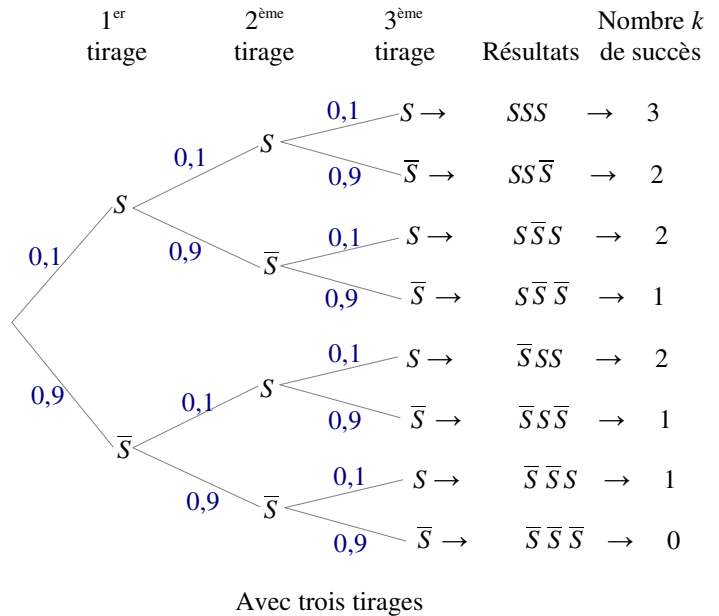 1er 2ème 3ème Nombre k
tirage tirage tirage Résultats de succès
0,1 S → SSS → 3
0,1 S
0,9 S̅ → SSS̅ → 2
S
0,1 S → SS̅S → 2
0,1 0,9 S̅
0,9 S̅ → SS̅ S̅ → 1
0,1 S → S̅SS → 2
0,9 0,1 S
0,9 S̅ → S̅SS̅ → 1
S̅
0,1 S → S̅ S̅S → 1
0,9 S̅
0,9 S̅ → S̅ S̅ S̅ → 0
Avec trois tirages